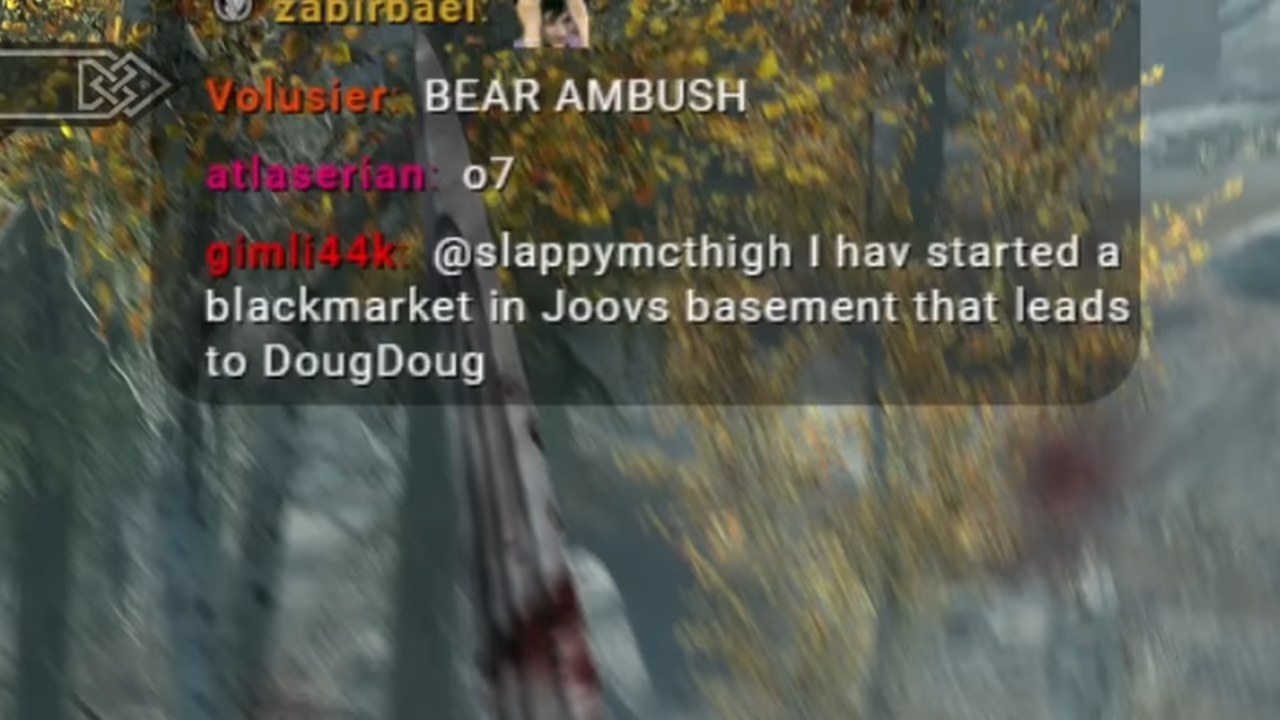 zabirbael:
Volusier: BEAR AMBUSH
atlaserian: o7
gimli44k: @slappymcthigh I hav started a
blackmarket in Joovs basement that leads
to DougDoug